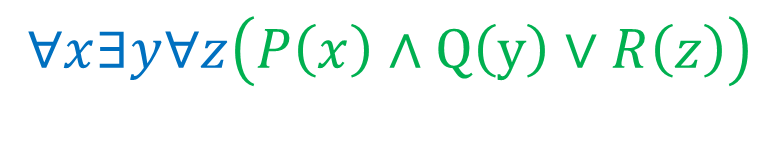 ∀x∃y∀z(P(x) ∧ Q(y) ∨ R(z))